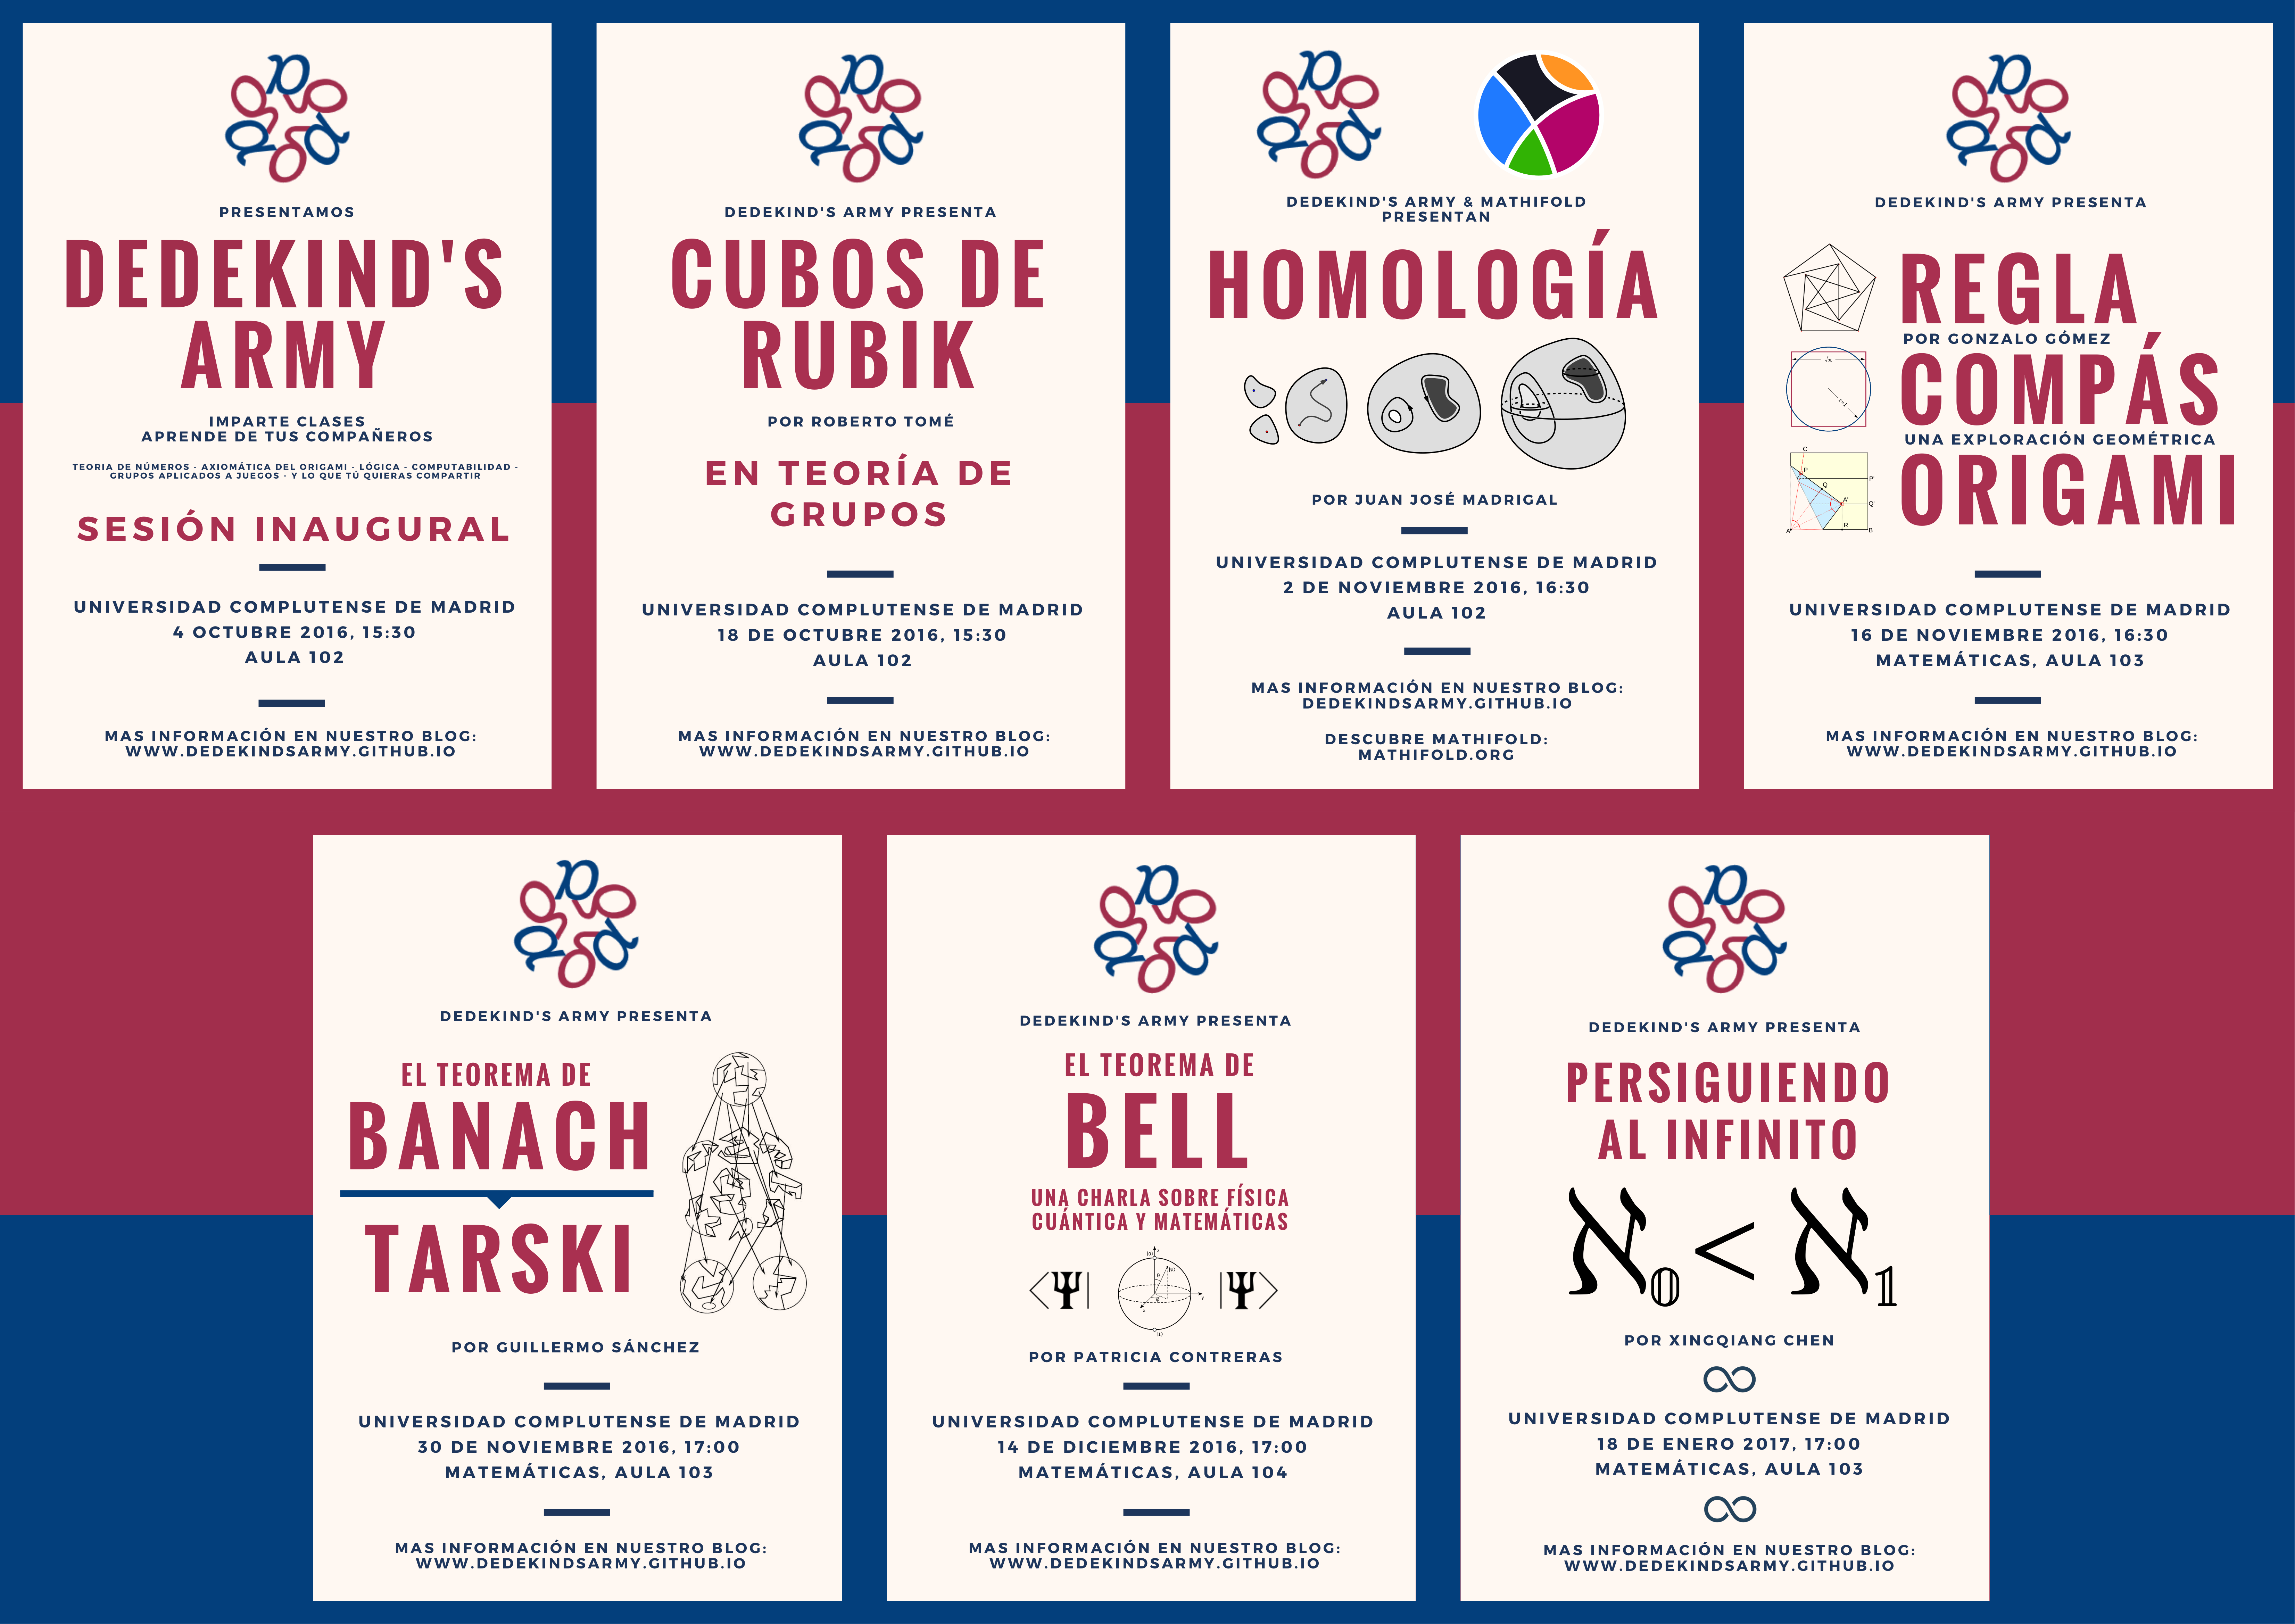 PRESENTAMOS
DEDEKIND'S
ARMY
IMPARTE CLASES
APRENDE DE TUS COMPAÑEROS
TEORIA DE NÚMEROS - AXIOMÁTICA DEL ORIGAMI - LÓGICA - COMPUTABILIDAD -
GRUPOS APLICADOS A JUEGOS - Y LO QUE TÚ QUIERAS COMPARTIR
SESIÓN INAUGURAL
UNIVERSIDAD COMPLUTENSE DE MADRID
4 OCTUBRE 2016, 15:30
AULA 102
MAS INFORMACIÓN EN NUESTRO BLOG:
WWW.DEDEKINDSARMY.GITHUB.IO
DEDEKIND'S ARMY PRESENTA
CUBOS DE
RUBIK
POR ROBERTO TOMÉ
EN TEORÍA DE
GRUPOS
UNIVERSIDAD COMPLUTENSE DE MADRID
18 DE OCTUBRE 2016, 15:30
AULA 102
MAS INFORMACIÓN EN NUESTRO BLOG:
WWW.DEDEKINDSARMY.GITHUB.IO
DEDEKIND'S ARMY & MATHIFOLD
PRESENTAN
HOMOLOGÍA
POR JUAN JOSÉ MADRIGAL
UNIVERSIDAD COMPLUTENSE DE MADRID
2 DE NOVIEMBRE 2016, 16:30
AULA 102
MAS INFORMACIÓN EN NUESTRO BLOG:
DEDEKINDSARMY.GITHUB.IO
DESCUBRE MATHIFOLD:
MATHIFOLD.ORG
DEDEKIND'S ARMY PRESENTA
REGLA
POR GONZALO GÓMEZ
COMPÁS
UNA EXPLORACIÓN GEOMÉTRICA
ORIGAMI
√π
r=1
C
P
P'
Q
A'
Q'
R
A
B
UNIVERSIDAD COMPLUTENSE DE MADRID
16 DE NOVIEMBRE 2016, 16:30
MATEMÁTICAS, AULA 103
MAS INFORMACIÓN EN NUESTRO BLOG:
WWW.DEDEKINDSARMY.GITHUB.IO
DEDEKIND'S ARMY PRESENTA
EL TEOREMA DE
BANACH
TARSKI
POR GUILLERMO SÁNCHEZ
UNIVERSIDAD COMPLUTENSE DE MADRID
30 DE NOVIEMBRE 2016, 17:00
MATEMÁTICAS, AULA 103
MAS INFORMACIÓN EN NUESTRO BLOG:
WWW.DEDEKINDSARMY.GITHUB.IO
DEDEKIND'S ARMY PRESENTA
EL TEOREMA DE
BELL
UNA CHARLA SOBRE FÍSICA
CUÁNTICA Y MATEMÁTICAS
⟨Ψ| |Ψ⟩
POR PATRICIA CONTRERAS
UNIVERSIDAD COMPLUTENSE DE MADRID
14 DE DICIEMBRE 2016, 17:00
MATEMÁTICAS, AULA 104
MAS INFORMACIÓN EN NUESTRO BLOG:
WWW.DEDEKINDSARMY.GITHUB.IO
DEDEKIND'S ARMY PRESENTA
PERSIGUIENDO
AL INFINITO
ℵ0 < ℵ1
POR XINGQIANG CHEN
∞
UNIVERSIDAD COMPLUTENSE DE MADRID
18 DE ENERO 2017, 17:00
MATEMÁTICAS, AULA 103
∞
MAS INFORMACIÓN EN NUESTRO BLOG:
WWW.DEDEKINDSARMY.GITHUB.IO